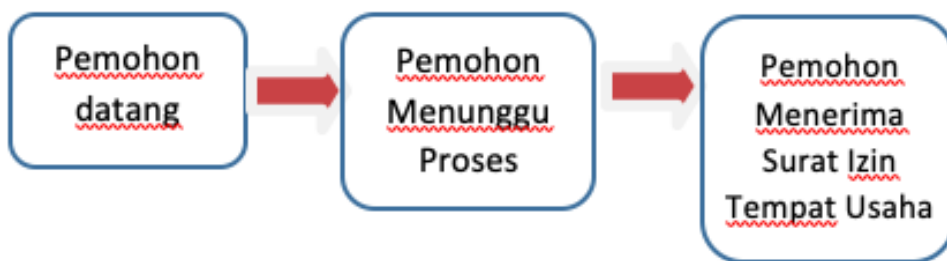 Pemohon
datang
Pemohon
Menunggu
Proses
Pemohon
Menerima
Surat Izin
Tempat Usaha